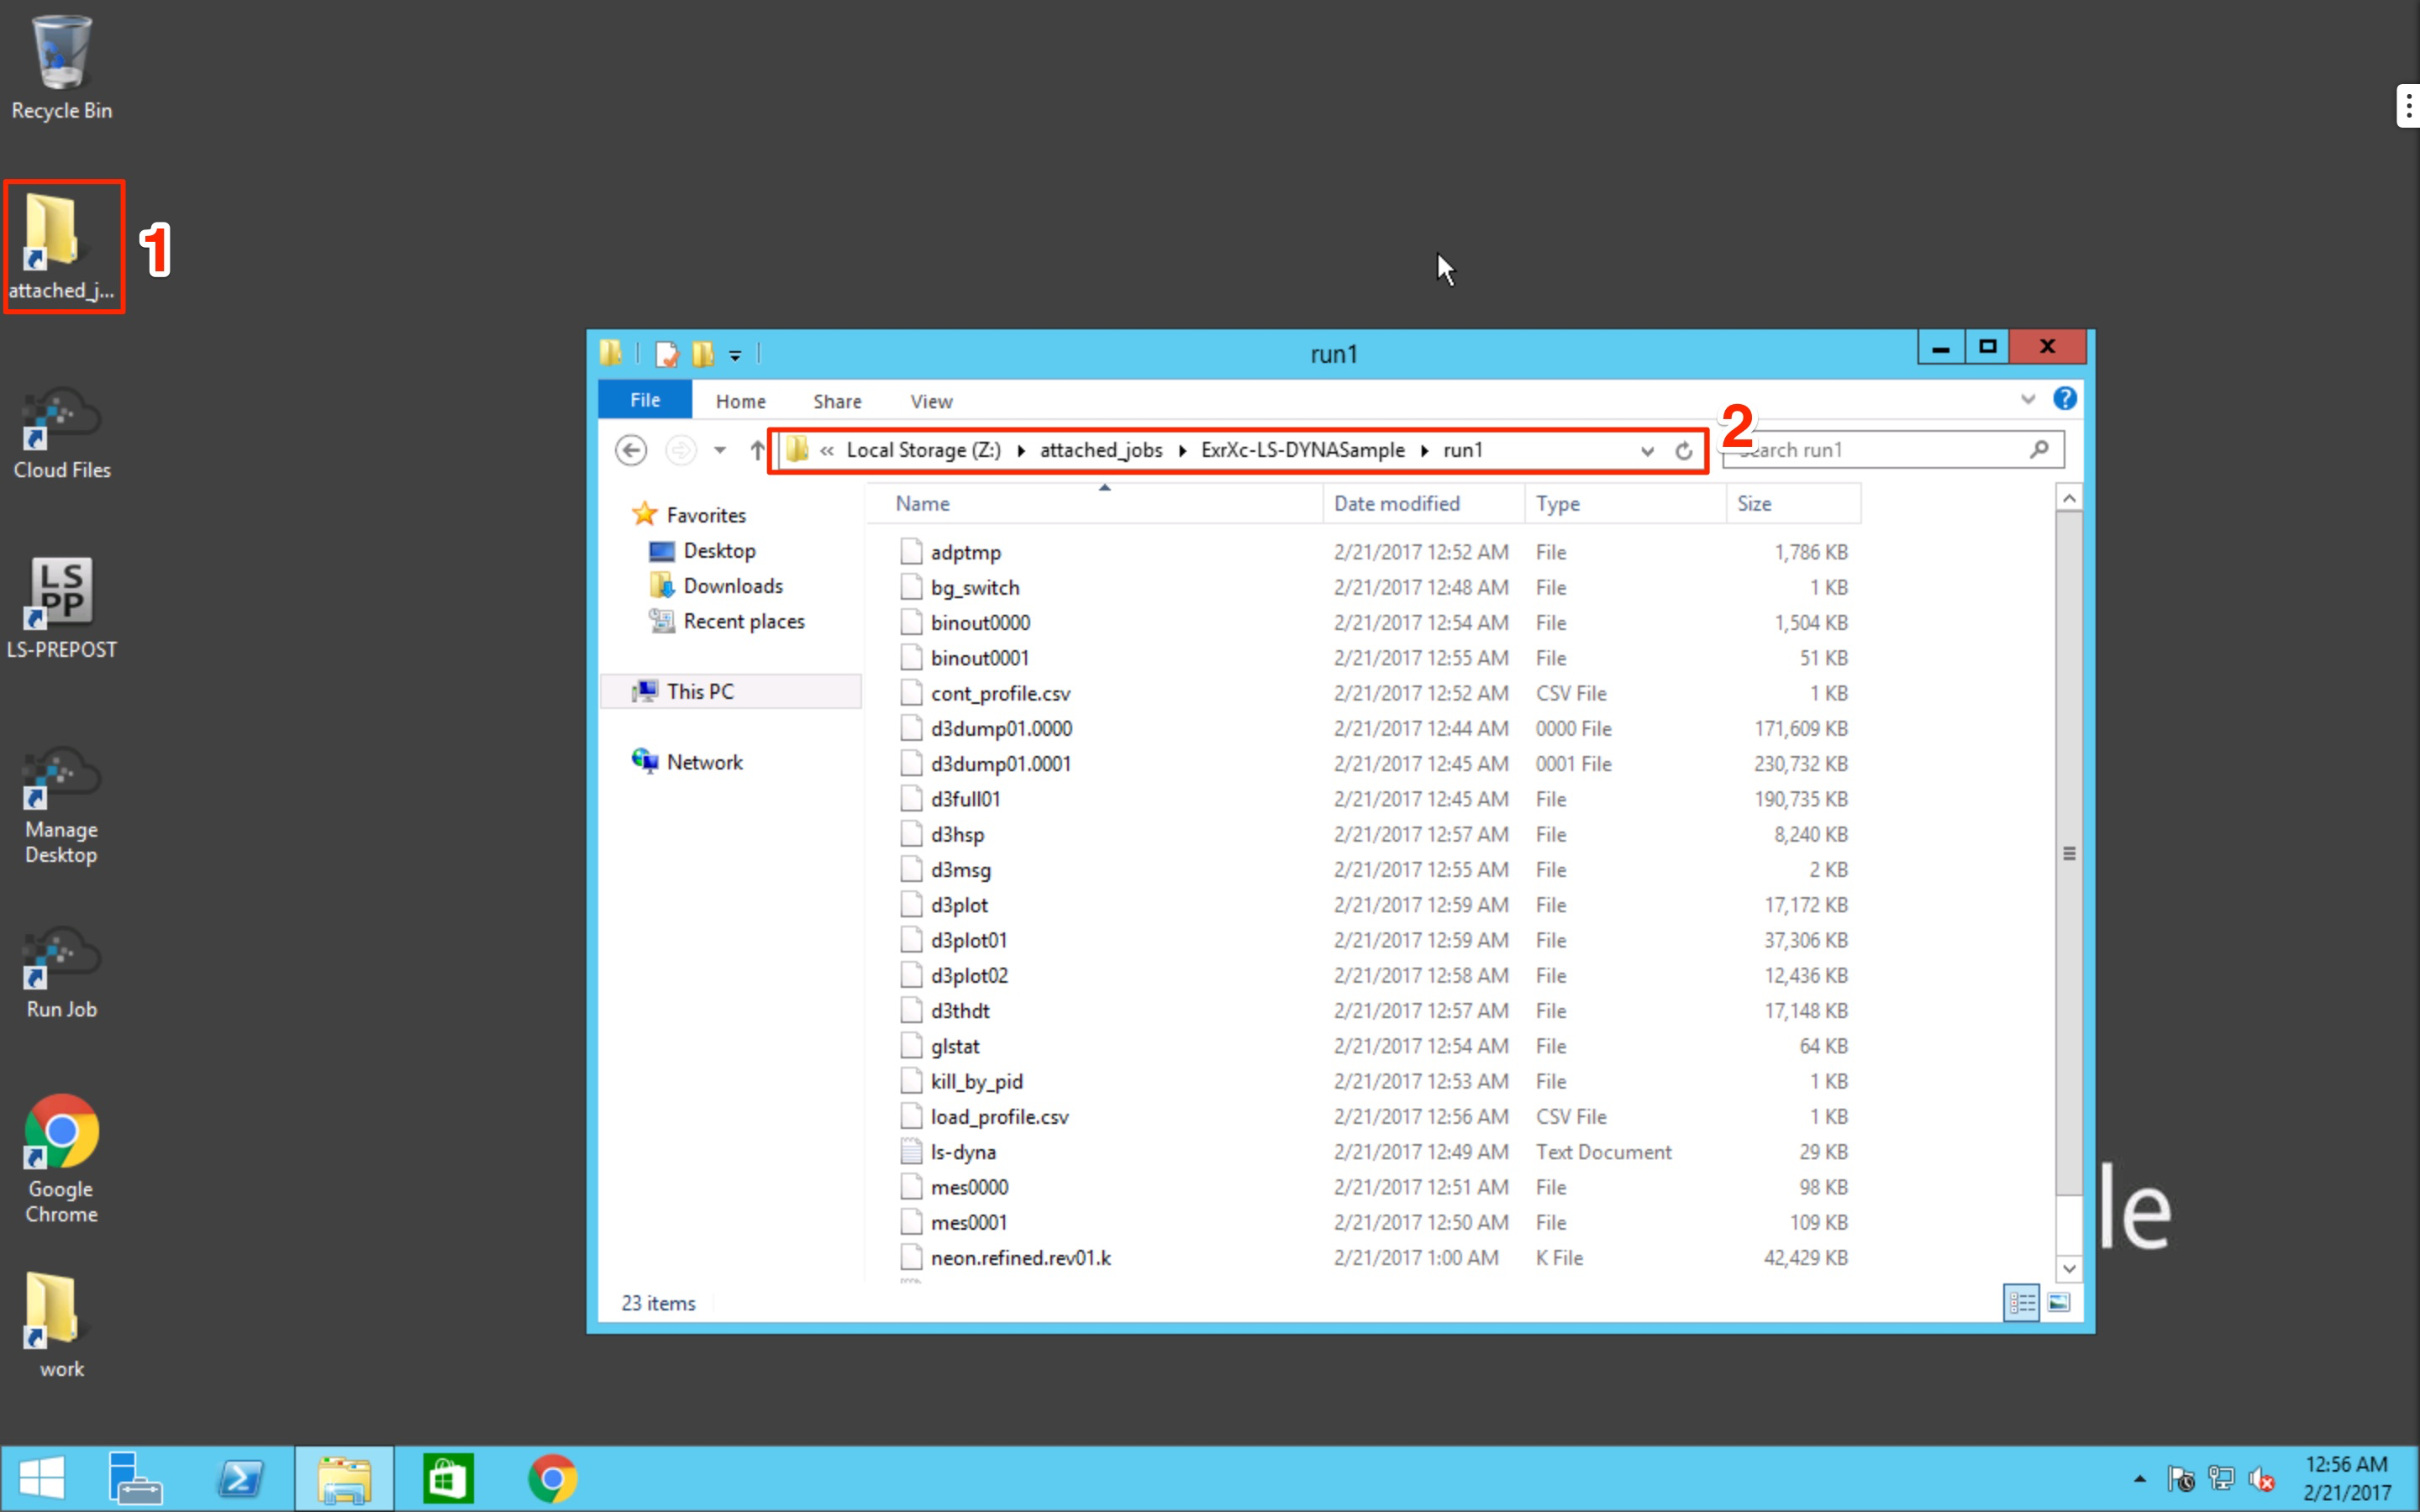 Recycle Bin
attached_j...
1
Cloud Files
LS
PP
LS-PREPOST
Manage
Desktop
Run Job
Google
Chrome
work
run1
File Home Share View
« Local Storage (Z:) attached_jobs ExrXc-LS-DYNASample run1
2
Search run1
Favorites
Desktop
Downloads
Recent places
This PC
Network
Name Date modified Type Size
adptmp 2/21/2017 12:52 AM File 1,786 KB
bg_switch 2/21/2017 12:48 AM File 1 KB
binout0000 2/21/2017 12:54 AM File 1,504 KB
binout0001 2/21/2017 12:55 AM File 51 KB
cont_profile.csv 2/21/2017 12:52 AM CSV File 1 KB
d3dump01.0000 2/21/2017 12:44 AM 0000 File 171,609 KB
d3dump01.0001 2/21/2017 12:45 AM 0001 File 230,732 KB
d3full01 2/21/2017 12:45 AM File 190,735 KB
d3hsp 2/21/2017 12:57 AM File 8,240 KB
d3msg 2/21/2017 12:55 AM File 2 KB
d3plot 2/21/2017 12:59 AM File 17,172 KB
d3plot01 2/21/2017 12:59 AM File 37,306 KB
d3plot02 2/21/2017 12:58 AM File 12,436 KB
d3thdt 2/21/2017 12:57 AM File 17,148 KB
glstat 2/21/2017 12:54 AM File 64 KB
kill_by_pid 2/21/2017 12:53 AM File 1 KB
load_profile.csv 2/21/2017 12:56 AM CSV File 1 KB
ls-dyna 2/21/2017 12:49 AM Text Document 29 KB
mes0000 2/21/2017 12:51 AM File 98 KB
mes0001 2/21/2017 12:50 AM File 109 KB
neon.refined.rev01.k 2/21/2017 1:00 AM K File 42,429 KB
23 items
le
12:56 AM
2/21/2017